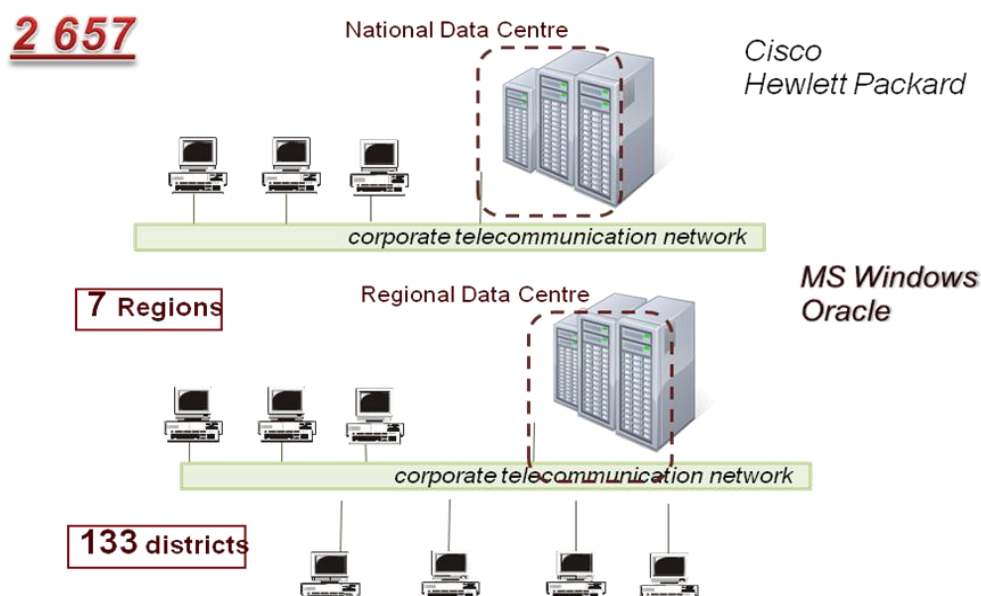 2 657
National Data Centre
Cisco
Hewlett Packard
corporate telecommunication network
MS Windows
Oracle
7 Regions
Regional Data Centre
corporate telecommunication network
133 districts